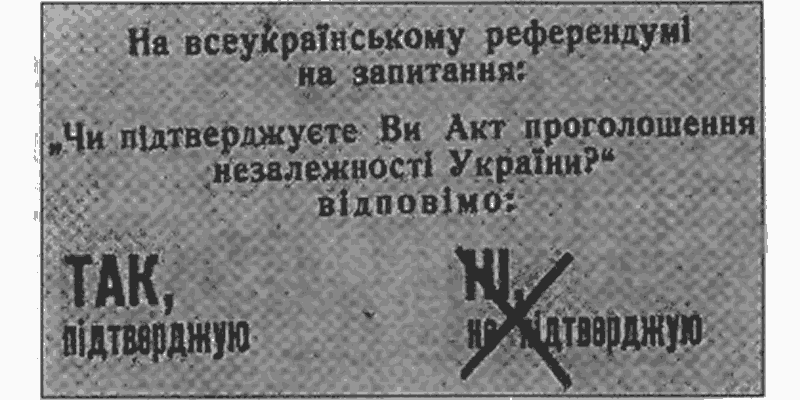 На всеукраїнському референдумі
на запитання:
„Чи підтверджуєте Ви Акт проголошення
незалежності України?“
відповімо:
ТАК,
підтверджую
НІ,
не підтверджую